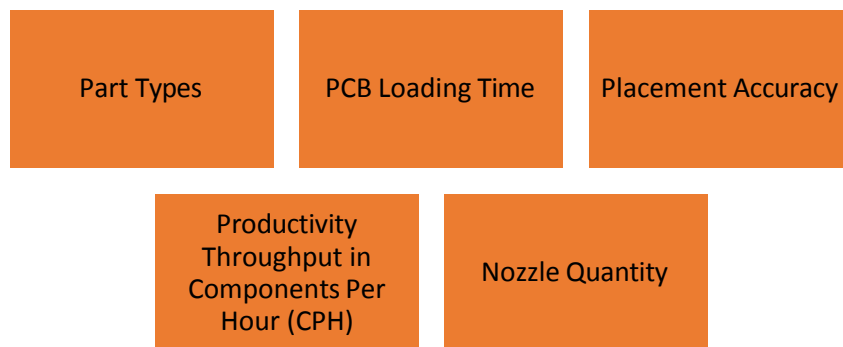 Part Types
PCB Loading Time
Placement Accuracy
Productivity
Throughput in
Components Per
Hour (CPH)
Nozzle Quantity